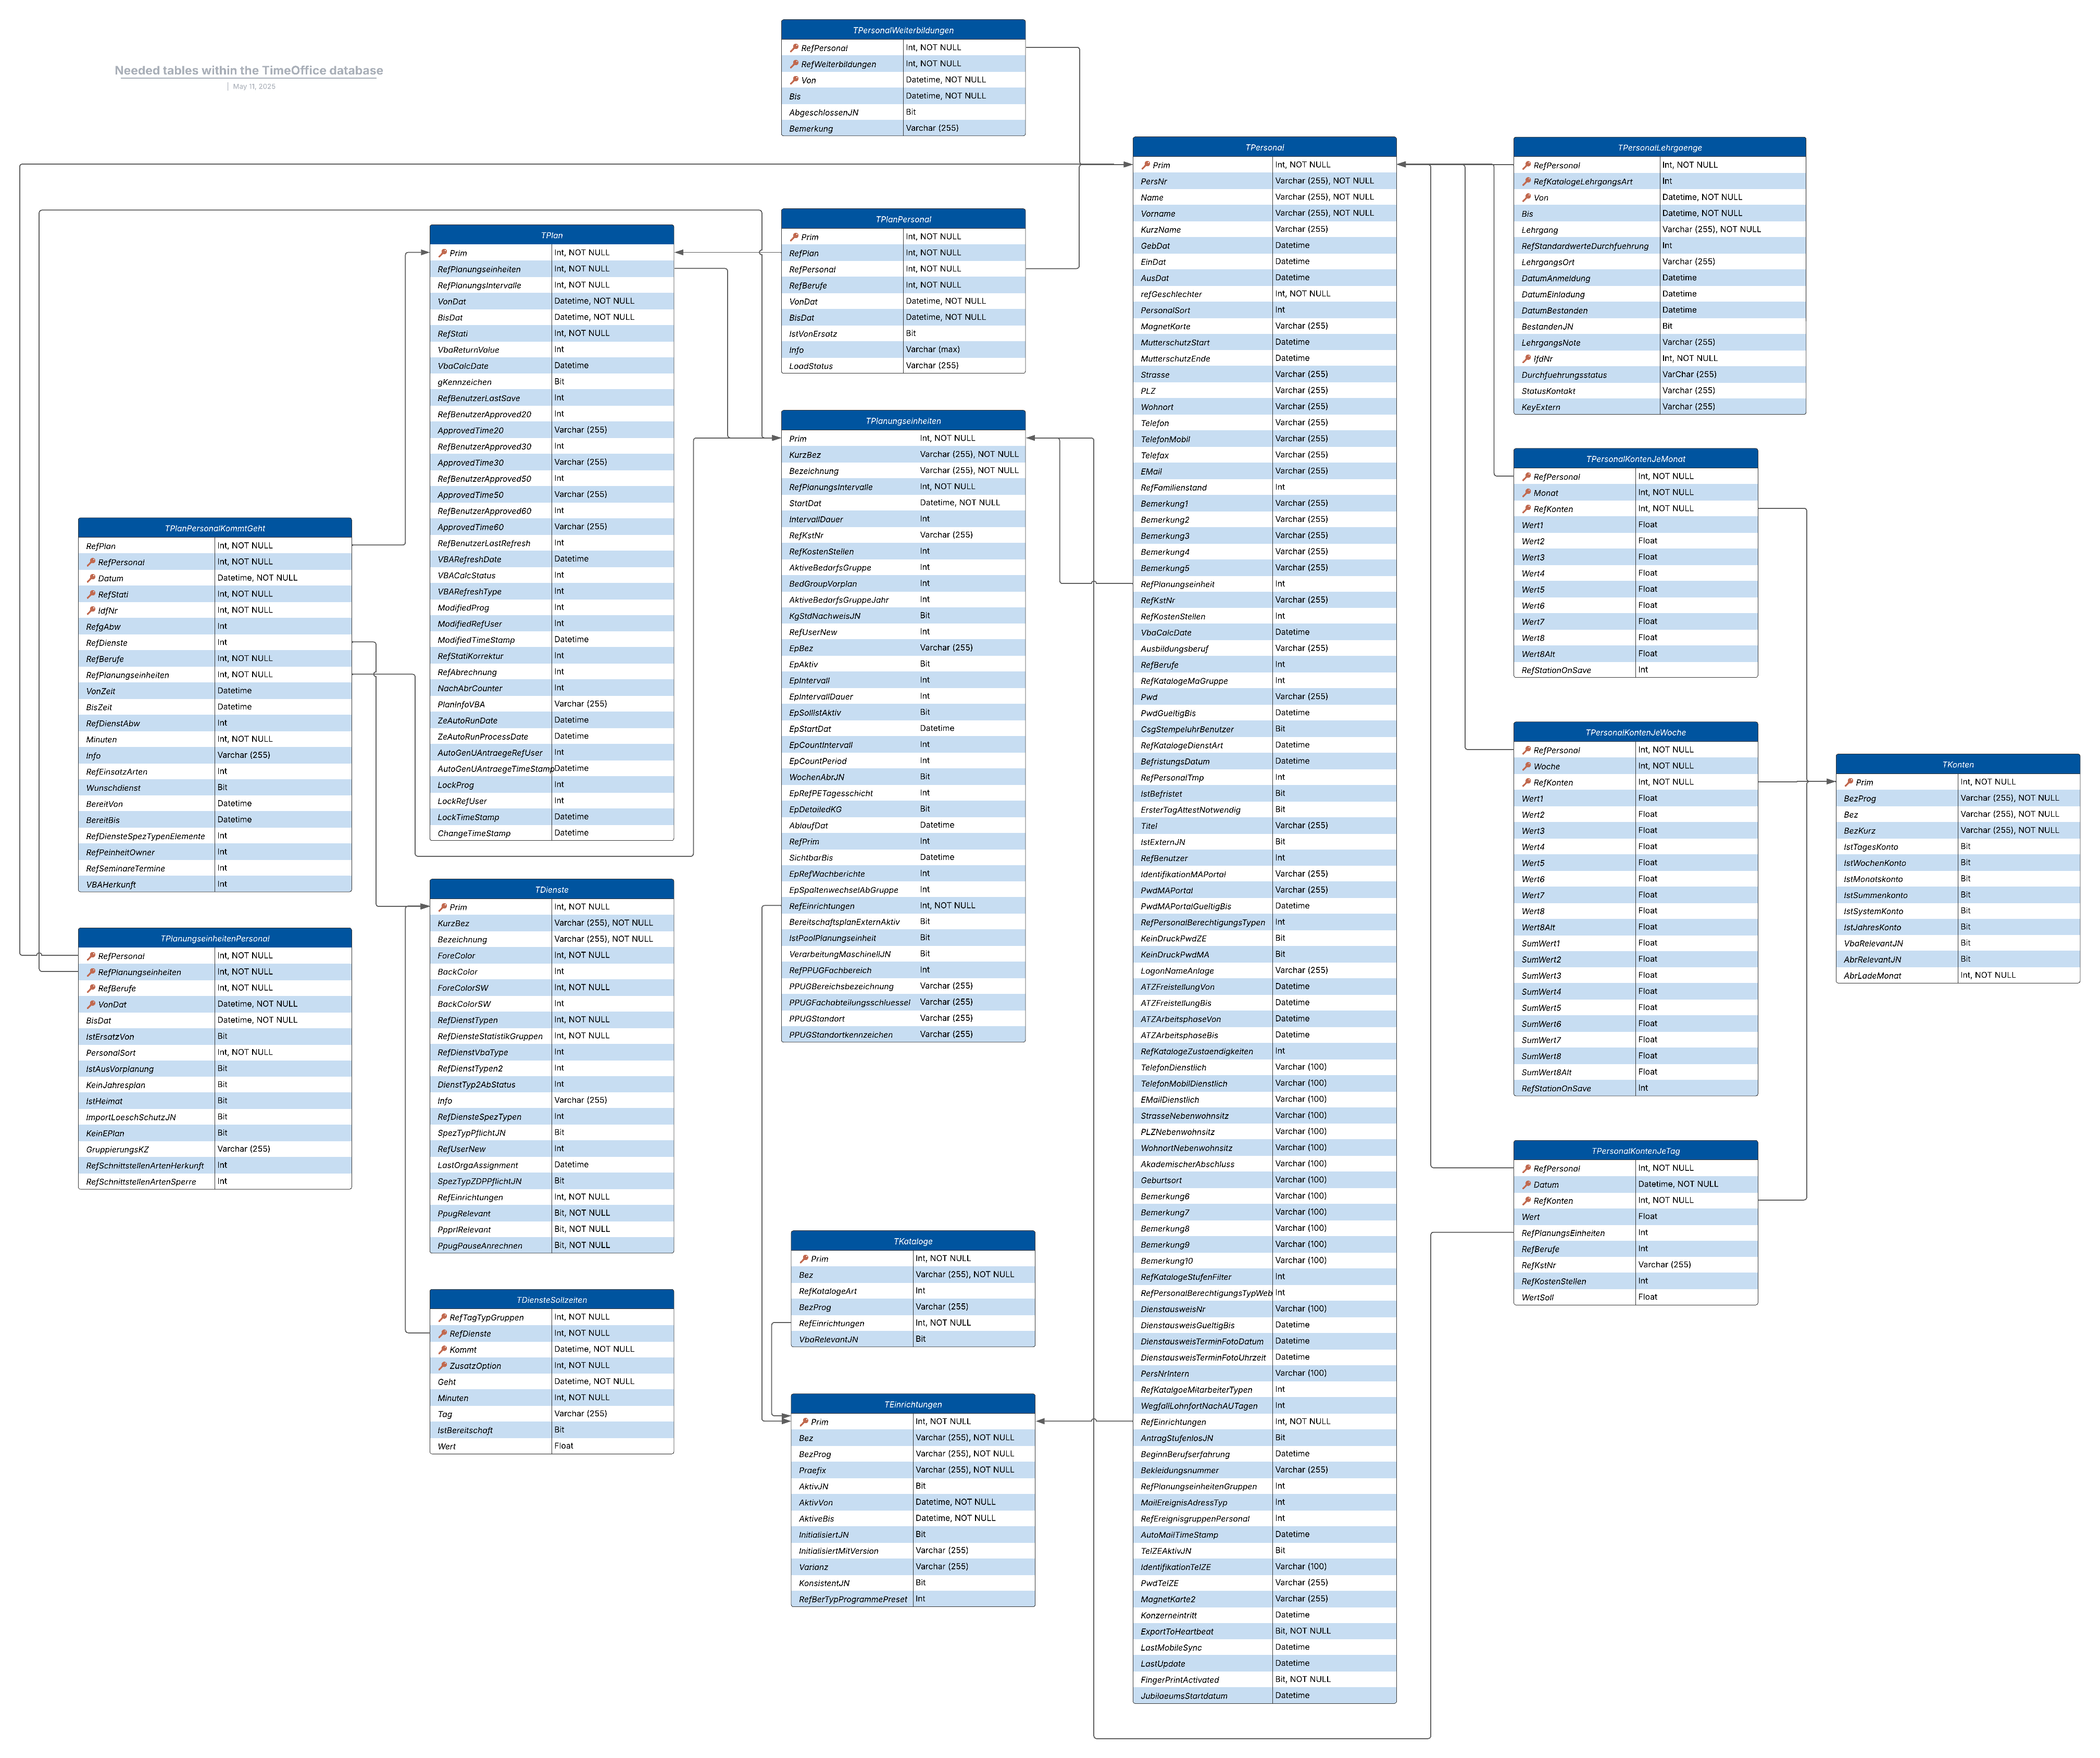 Needed tables within the TimeOffice database
| May 11, 2025
TPersonalWeiterbildungen
RefPersonal Int, NOT NULL
RefWeiterbildungen Int, NOT NULL
Von Datetime, NOT NULL
Bis Datetime, NOT NULL
AbgeschlossenJN Bit
Bemerkung Varchar (255)
TPlanPersonal
Prim Int, NOT NULL
RefPlan Int, NOT NULL
RefPersonal Int, NOT NULL
RefBerufe Int, NOT NULL
VonDat Datetime, NOT NULL
BisDat Datetime, NOT NULL
IstVonErsatz Bit
Info Varchar (max)
LoadStatus Varchar (255)
TPlan
Prim Int, NOT NULL
RefPlanungseinheiten Int, NOT NULL
RefPlanungsIntervalle Int, NOT NULL
VonDat Datetime, NOT NULL
BisDat Datetime, NOT NULL
RefStati Int, NOT NULL
VbaReturnValue Int
VbaCalcDate Datetime
gKennzeichen Bit
RefBenutzerLastSave Int
RefBenutzerApproved20 Int
ApprovedTime20 Varchar (255)
RefBenutzerApproved30 Int
ApprovedTime30 Varchar (255)
RefBenutzerApproved50 Int
ApprovedTime50 Varchar (255)
RefBenutzerApproved60 Int
ApprovedTime60 Varchar (255)
RefBenutzerLastRefresh Int
VBARefreshDate Datetime
VBACalcStatus Int
VBARefreshType Int
ModifiedProg Int
ModifiedRefUser Int
ModifiedTimeStamp Datetime
RefStatiKorrektur Int
RefAbrechnung Int
NachAbrCounter Int
PlanInfoVBA Varchar (255)
ZeAutoRunDate Datetime
ZeAutoRunProcessDate Datetime
AutoGenUAntraegeRefUser Int
AutoGenUAntraegeTimeStamp Datetime
LockProg Int
LockRefUser Int
LockTimeStamp Datetime
ChangeTimeStamp Datetime
TPlanPersonalKommtGeht
RefPlan Int, NOT NULL
RefPersonal Int, NOT NULL
Datum Datetime, NOT NULL
RefStati Int, NOT NULL
ldfNr Int, NOT NULL
RefgAbw Int
RefDienste Int
RefBerufe Int, NOT NULL
RefPlanungseinheiten Int, NOT NULL
VonZeit Datetime
BisZeit Datetime
RefDienstAbw Int
Minuten Int, NOT NULL
Info Varchar (255)
RefEinsatzArten Int
Wunschdienst Bit
BereitVon Datetime
BereitBis Datetime
RefDiensteSpezTypenElemente Int
RefPeinheitOwner Int
RefSeminareTermine Int
VBAHerkunft Int
TPlanungseinheitenPersonal
RefPersonal Int, NOT NULL
RefPlanungseinheiten Int, NOT NULL
RefBerufe Int, NOT NULL
VonDat Datetime, NOT NULL
BisDat Datetime, NOT NULL
IstErsatzVon Bit
PersonalSort Int, NOT NULL
IstAusVorplanung Bit
KeinJahresplan Bit
IstHeimat Bit
ImportLoeschSchutzJN Bit
KeinEPlan Bit
GruppierungsKZ Varchar (255)
RefSchnittstellenArtenHerkunft Int
RefSchnittstellenArtenSperre Int
TDienste
Prim Int, NOT NULL
KurzBez Varchar (255), NOT NULL
Bezeichnung Varchar (255), NOT NULL
ForeColor Int, NOT NULL
BackColor Int
ForeColorSW Int, NOT NULL
BackColorSW Int
RefDienstTypen Int, NOT NULL
RefDiensteStatistikGruppen Int, NOT NULL
RefDienstVbaType Int
RefDienstTypen2 Int
DienstTyp2AbStatus Int
Info Varchar (255)
RefDiensteSpezTypen Int
SpezTypPflichtJN Bit
RefUserNew Int
LastOrgaAssignment Datetime
SpezTypZDPPflichtJN Bit
RefEinrichtungen Int, NOT NULL
PpugRelevant Bit, NOT NULL
PpprlRelevant Bit, NOT NULL
PpugPauseAnrechnen Bit, NOT NULL
TDiensteSollzeiten
RefTagTypGruppen Int, NOT NULL
RefDienste Int, NOT NULL
Kommt Datetime, NOT NULL
ZusatzOption Int, NOT NULL
Geht Datetime, NOT NULL
Minuten Int, NOT NULL
Tag Varchar (255)
IstBereitschaft Bit
Wert Float
TPlanungseinheiten
Prim Int, NOT NULL
KurzBez Varchar (255), NOT NULL
Bezeichnung Varchar (255), NOT NULL
RefPlanungsIntervalle Int, NOT NULL
StartDat Datetime, NOT NULL
IntervallDauer Int
RefKstNr Varchar (255)
RefKostenStellen Int
AktiveBedarfsGruppe Int
BedGroupVorplan Int
AktiveBedarfsGruppeJahr Int
KgStdNachweisJN Bit
RefUserNew Int
EpBez Varchar (255)
EpAktiv Bit
EpIntervall Int
EpIntervallDauer Int
EpSollIstAktiv Bit
EpStartDat Datetime
EpCountIntervall Int
EpCountPeriod Int
WochenAbrJN Bit
EpRefPETagesschicht Int
EpDetailedKG Bit
AblaufDat Datetime
RefPrim Int
SichtbarBis Datetime
EpRefWachberichte Int
EpSpaltenwechselAbGruppe Int
RefEinrichtungen Int, NOT NULL
BereitschaftsplanExternAktiv Bit
IstPoolPlanungseinheit Bit
VerarbeitungMaschinellJN Bit
RefPPUGFachbereich Int
PPUGBereichsbezeichnung Varchar (255)
PPUGFachabteilungsschluessel Varchar (255)
PPUGStandort Varchar (255)
PPUGStandortkennzeichen Varchar (255)
TKataloge
Prim Int, NOT NULL
Bez Varchar (255), NOT NULL
RefKatalogeArt Int
BezProg Varchar (255)
RefEinrichtungen Int, NOT NULL
VbaRelevantJN Bit
TEinrichtungen
Prim Int, NOT NULL
Bez Varchar (255), NOT NULL
BezProg Varchar (255), NOT NULL
Praefix Varchar (255), NOT NULL
AktivJN Bit
AktivVon Datetime, NOT NULL
AktiveBis Datetime, NOT NULL
InitialisiertJN Bit
InitialisiertMitVersion Varchar (255)
Varianz Varchar (255)
KonsistentJN Bit
RefBerTypProgrammePreset Int
TPersonal
Prim Int, NOT NULL
PersNr Varchar (255), NOT NULL
Name Varchar (255), NOT NULL
Vorname Varchar (255), NOT NULL
KurzName Varchar (255)
GebDat Datetime
EinDat Datetime
AusDat Datetime
refGeschlechter Int, NOT NULL
PersonalSort Int
MagnetKarte Varchar (255)
MutterschutzStart Datetime
MutterschutzEnde Datetime
Strasse Varchar (255)
PLZ Varchar (255)
Wohnort Varchar (255)
Telefon Varchar (255)
TelefonMobil Varchar (255)
Telefax Varchar (255)
EMail Varchar (255)
RefFamilienstand Int
Bemerkung1 Varchar (255)
Bemerkung2 Varchar (255)
Bemerkung3 Varchar (255)
Bemerkung4 Varchar (255)
Bemerkung5 Varchar (255)
RefPlanungseinheit Int
RefKstNr Varchar (255)
RefKostenStellen Int
VbaCalcDate Datetime
Ausbildungsberuf Varchar (255)
RefBerufe Int
RefKatalogeMaGruppe Int
Pwd Varchar (255)
PwdGueltigBis Datetime
CsgStempeluhrBenutzer Bit
RefKatalogeDienstArt Datetime
BefristungsDatum Datetime
RefPersonalTmp Int
IstBefristet Bit
ErsterTagAttestNotwendig Bit
Titel Varchar (255)
IstExternJN Bit
RefBenutzer Int
IdentifikationMAPortal Varchar (255)
PwdMAPortal Varchar (255)
PwdMAPortalGueltigBis Datetime
RefPersonalBerechtigungsTypen Int
KeinDruckPwdZE Bit
KeinDruckPwdMA Bit
LogonNameAnlage Varchar (255)
ATZFreistellungVon Datetime
ATZFreistellungBis Datetime
ATZArbeitsphaseVon Datetime
ATZArbeitsphaseBis Datetime
RefKatalogeZustaendigkeiten Int
TelefonDienstlich Varchar (100)
TelefonMobilDienstlich Varchar (100)
EMailDienstlich Varchar (100)
StrasseNebenwohnsitz Varchar (100)
PLZNebenwohnsitz Varchar (100)
WohnortNebenwohnsitz Varchar (100)
AkademischerAbschluss Varchar (100)
Geburtsort Varchar (100)
Bemerkung6 Varchar (100)
Bemerkung7 Varchar (100)
Bemerkung8 Varchar (100)
Bemerkung9 Varchar (100)
Bemerkung10 Varchar (100)
RefKatalogeStufenFilter Int
RefPersonalBerechtigungsTypWeb Int
DienstausweisNr Varchar (100)
DienstausweisGueltigBis Datetime
DienstausweisTerminFotoDatum Datetime
DienstausweisTerminFotoUhrzeit Datetime
PersNrIntern Varchar (100)
RefKatalgoeMitarbeiterTypen Int
WegfallLohnfortNachAUTagen Int
RefEinrichtungen Int, NOT NULL
AntragStufenlosJN Bit
BeginnBerufserfahrung Datetime
Bekleidungsnummer Varchar (255)
RefPlanungseinheitenGruppen Int
MailEreignisAdressTyp Int
RefEreignisgruppenPersonal Int
AutoMailTimeStamp Datetime
TelZEAktivJN Bit
IdentifikationTelZE Varchar (100)
PwdTelZE Varchar (255)
MagnetKarte2 Varchar (255)
Konzerneintritt Datetime
ExportToHeartbeat Bit, NOT NULL
LastMobileSync Datetime
LastUpdate Datetime
FingerPrintActivated Bit, NOT NULL
JubilaeumsStartdatum Datetime
TPersonalLehrgaenge
RefPersonal Int, NOT NULL
RefKatalogeLehrgangsArt Int
Von Datetime, NOT NULL
Bis Datetime, NOT NULL
Lehrgang Varchar (255), NOT NULL
RefStandardwerteDurchfuehrung Int
LehrgangsOrt Varchar (255)
DatumAnmeldung Datetime
DatumEinladung Datetime
DatumBestanden Datetime
BestandenJN Bit
LehrgangsNote Varchar (255)
lfdNr Int, NOT NULL
Durchfuehrungsstatus VarChar (255)
StatusKontakt Varchar (255)
KeyExtern Varchar (255)
TPersonalKontenJeMonat
RefPersonal Int, NOT NULL
Monat Int, NOT NULL
RefKonten Int, NOT NULL
Wert1 Float
Wert2 Float
Wert3 Float
Wert4 Float
Wert5 Float
Wert6 Float
Wert7 Float
Wert8 Float
Wert8Alt Float
RefStationOnSave Int
TPersonalKontenJeWoche
RefPersonal Int, NOT NULL
Woche Int, NOT NULL
RefKonten Int, NOT NULL
Wert1 Float
Wert2 Float
Wert3 Float
Wert4 Float
Wert5 Float
Wert6 Float
Wert7 Float
Wert8 Float
Wert8Alt Float
SumWert1 Float
SumWert2 Float
SumWert3 Float
SumWert4 Float
SumWert5 Float
SumWert6 Float
SumWert7 Float
SumWert8 Float
SumWert8Alt Float
RefStationOnSave Int
TPersonalKontenJeTag
RefPersonal Int, NOT NULL
Datum Datetime, NOT NULL
RefKonten Int, NOT NULL
Wert Float
RefPlanungsEinheiten Int
RefBerufe Int
RefKstNr Varchar (255)
RefKostenStellen Int
WertSoll Float
TKonten
Prim Int, NOT NULL
BezProg Varchar (255), NOT NULL
Bez Varchar (255), NOT NULL
BezKurz Varchar (255), NOT NULL
IstTagesKonto Bit
IstWochenKonto Bit
IstMonatskonto Bit
IstSummenkonto Bit
IstSystemKonto Bit
IstJahresKonto Bit
VbaRelevantJN Bit
AbrRelevantJN Bit
AbrLadeMonat Int, NOT NULL